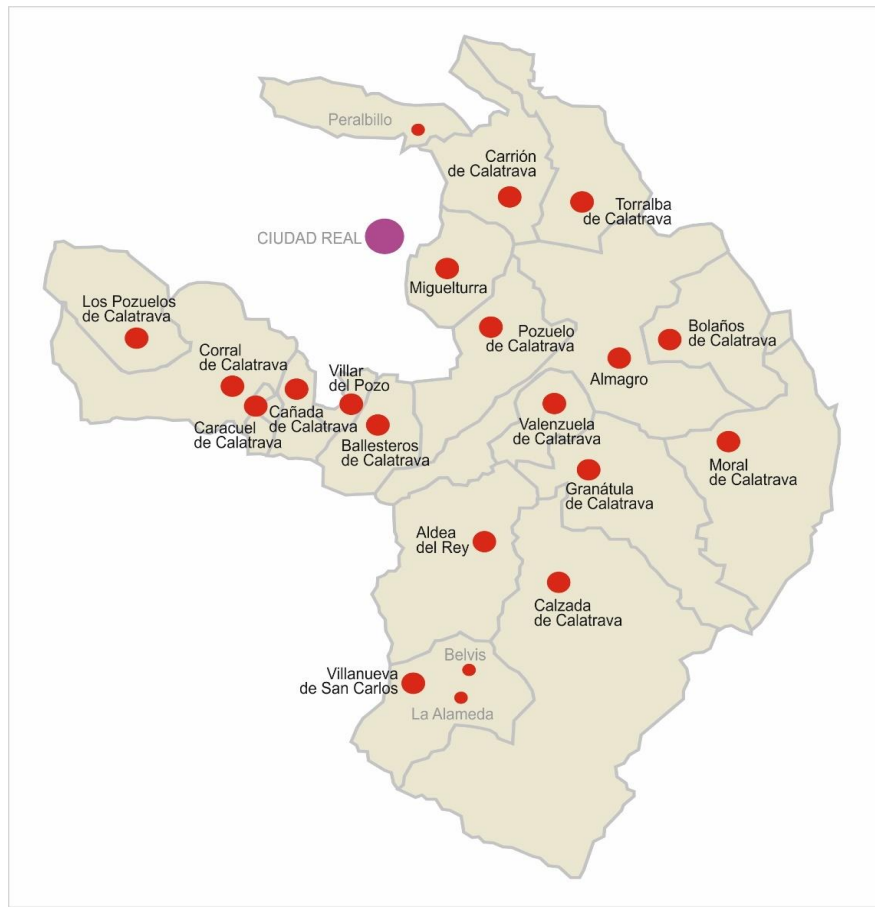 Peralbillo
Carrión
de Calatrava
Torralba
de Calatrava
CIUDAD REAL
Miguelturra
Los Pozuelos
de Calatrava
Pozuelo
de Calatrava
Bolaños
de Calatrava
Corral
de Calatrava
Villar
del Pozo
Almagro
Cañada
de Calatrava
Caracuel
de Calatrava
Valenzuela
de Calatrava
Ballesteros
de Calatrava
Moral
de Calatrava
Granátula
de Calatrava
Aldea
del Rey
Calzada
de Calatrava
Belvis
Villanueva
de San Carlos
La Alameda